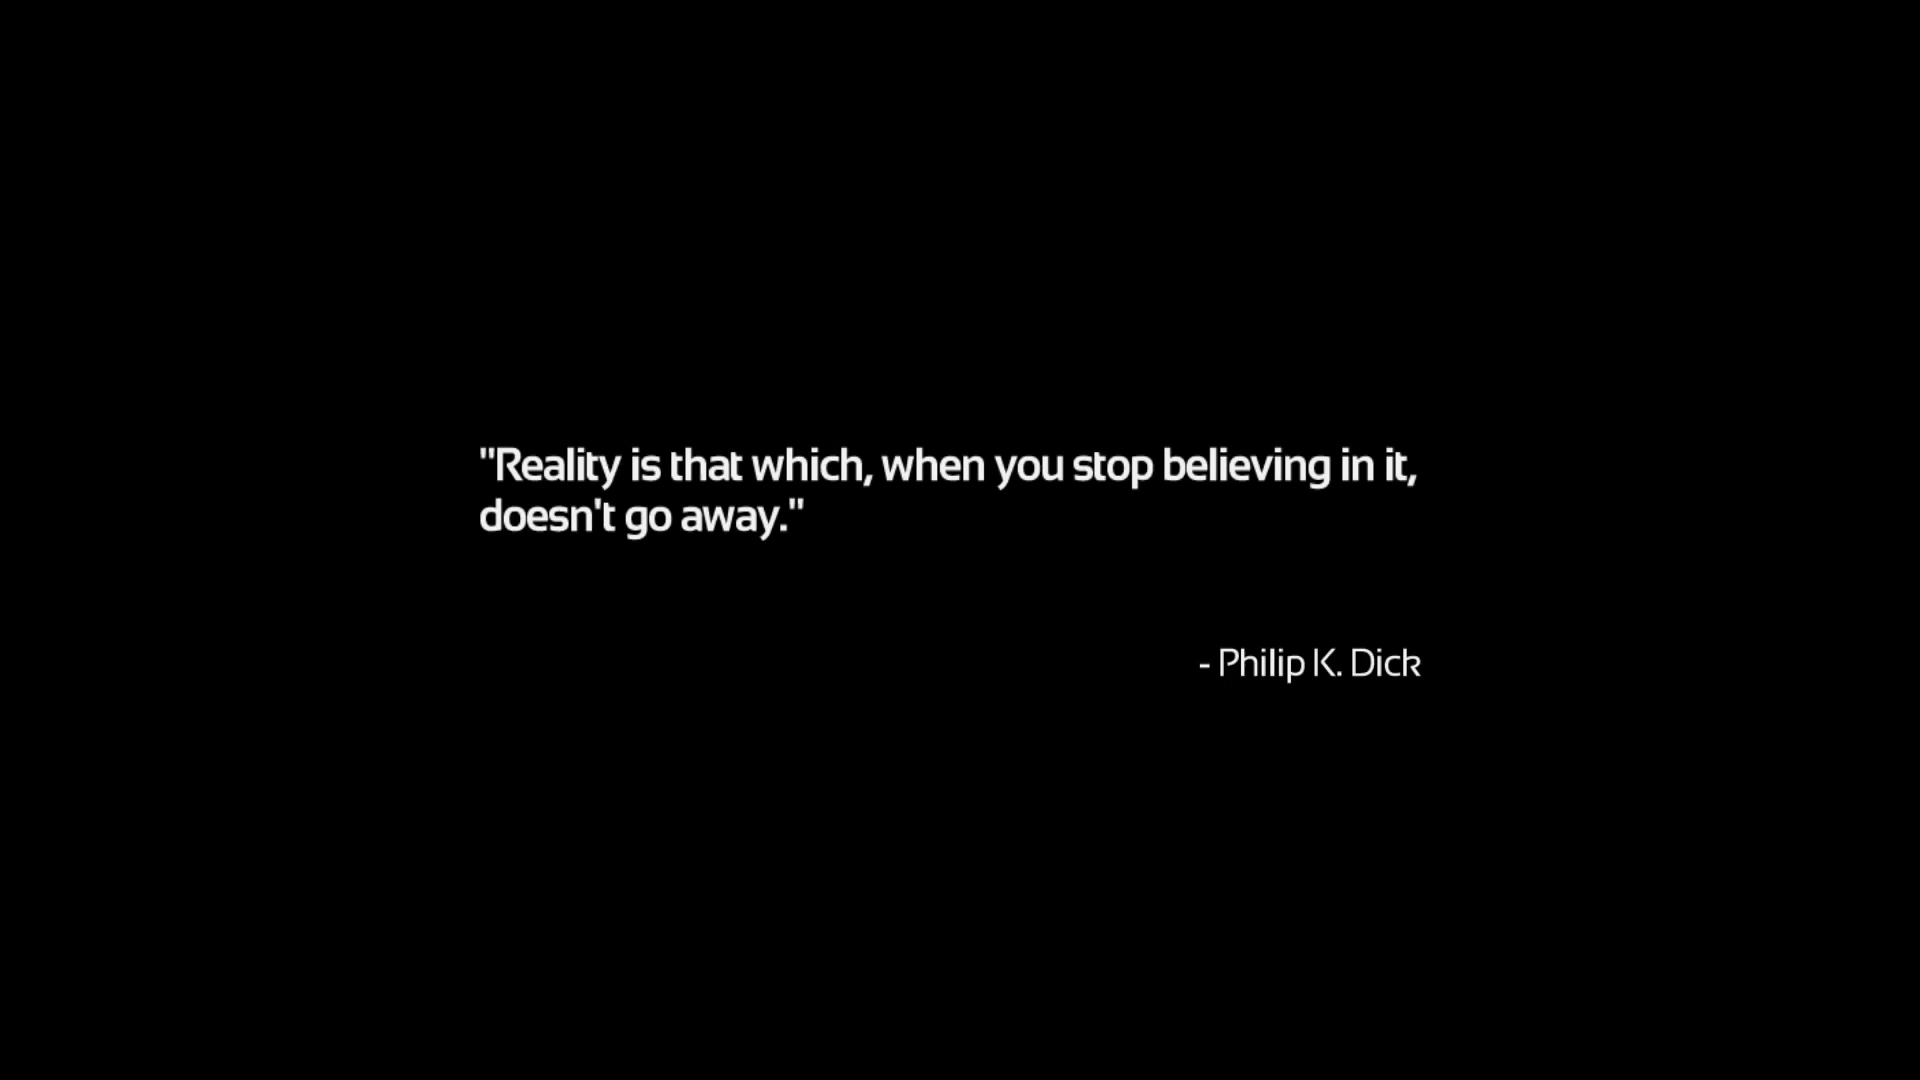 "Reality is that which, when you stop believing in it,
doesn't go away."
- Philip K. Dick